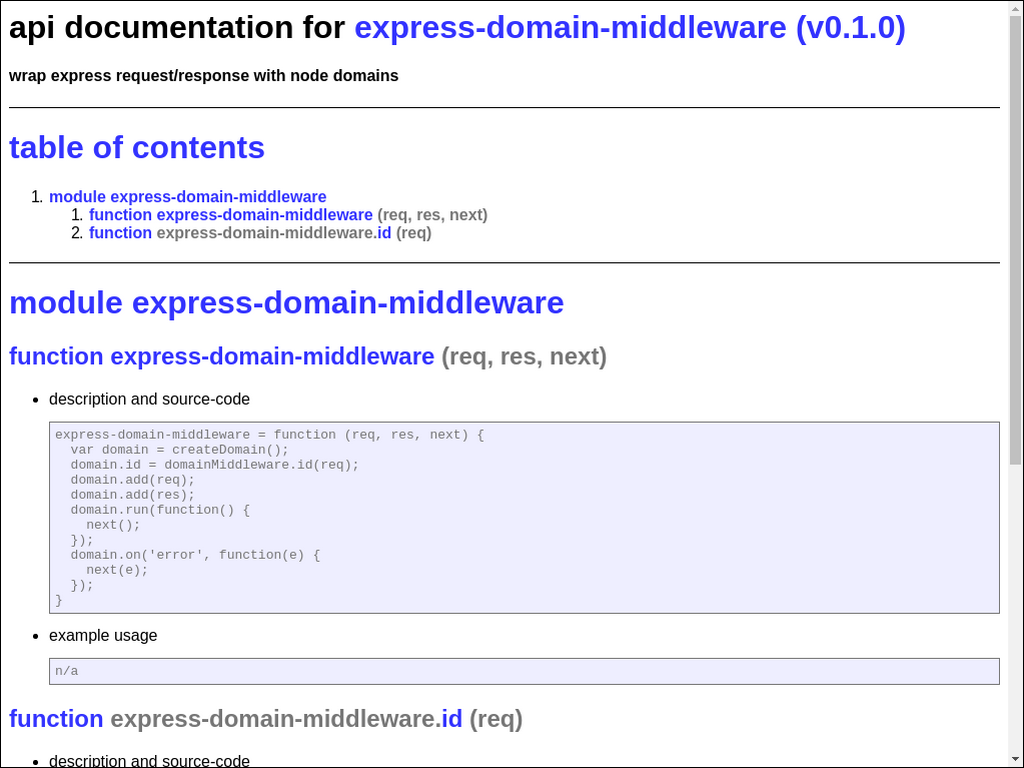 api documentation for express-domain-middleware (v0.1.0)
wrap express request/response with node domains
table of contents
1. module express-domain-middleware
1. function express-domain-middleware (req, res, next)
2. function express-domain-middleware.id (req)
module express-domain-middleware
function express-domain-middleware (req, res, next)
• description and source-code
express-domain-middleware = function (req, res, next) {
  var domain = createDomain();
  domain.id = domainMiddleware.id(req);
  domain.add(req);
  domain.add(res);
  domain.run(function() {
    next();
  });
  domain.on('error', function(e) {
    next(e);
  });
}
• example usage
n/a
function express-domain-middleware.id (req)
• description and source-code